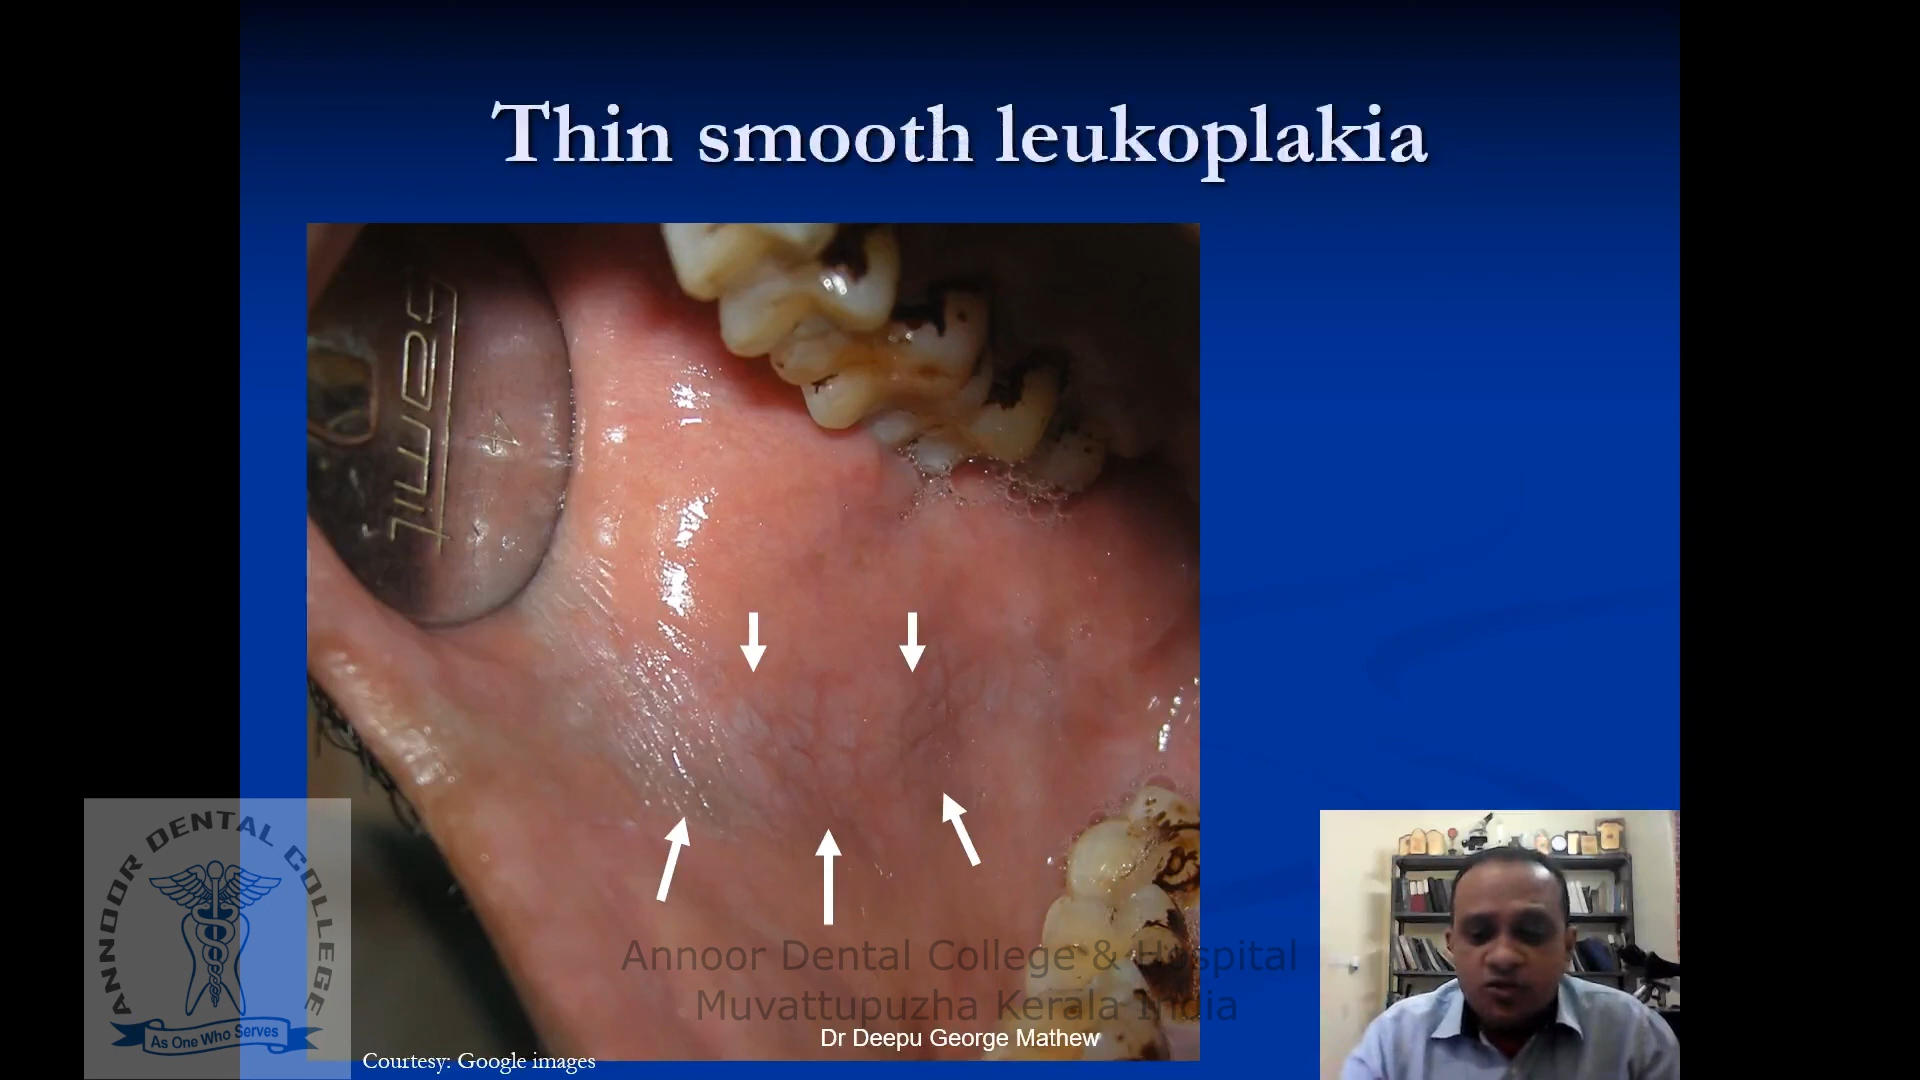 Thin smooth leukoplakia
4
ANNOOR DENTAL COLLEGE
As One Who Serves
Annoor Dental College & Hospital
Muvattupuzha Kerala India
Dr Deepu George Mathew
Courtesy: Google images